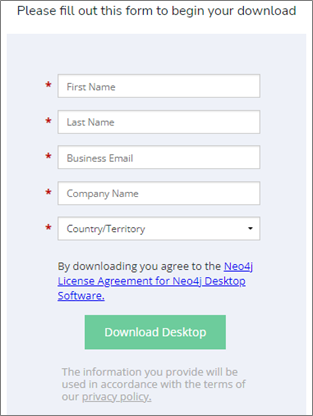 Please fill out this form to begin your download
* First Name
* Last Name
* Business Email
* Company Name
* Country/Territory
By downloading you agree to the Neo4j
License Agreement for Neo4j Desktop
Software.
Download Desktop
The information you provide will
be used in accordance with the terms of
our privacy policy.